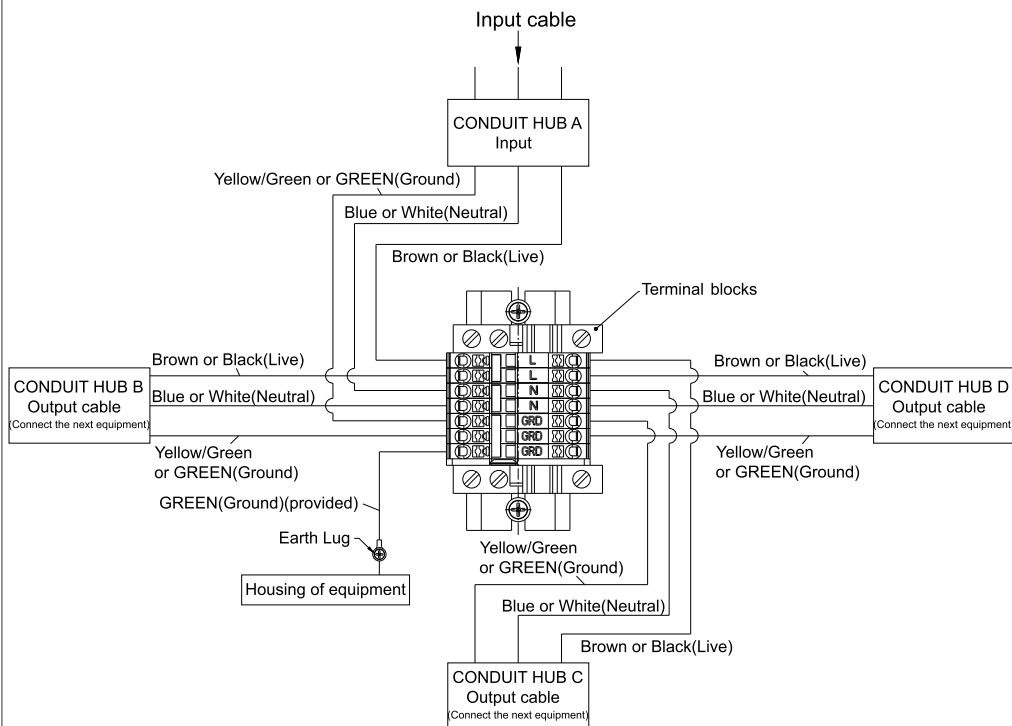 Input cable
CONDUIT HUB A
Input
Yellow/Green or GREEN(Ground)
Blue or White(Neutral)
Brown or Black(Live)
Terminal blocks
Brown or Black(Live)
CONDUIT HUB B
Output cable
(Connect the next equipment)
Blue or White(Neutral)
Yellow/Green
or GREEN(Ground)
L
L
N
N
GRD
GRD
GRD
Brown or Black(Live)
Blue or White(Neutral)
Yellow/Green
or GREEN(Ground)
CONDUIT HUB D
Output cable
(Connect the next equipment
GREEN(Ground)(provided)
Earth Lug
Housing of equipment
Yellow/Green
or GREEN(Ground)
Blue or White(Neutral)
Brown or Black(Live)
CONDUIT HUB C
Output cable
(Connect the next equipment)